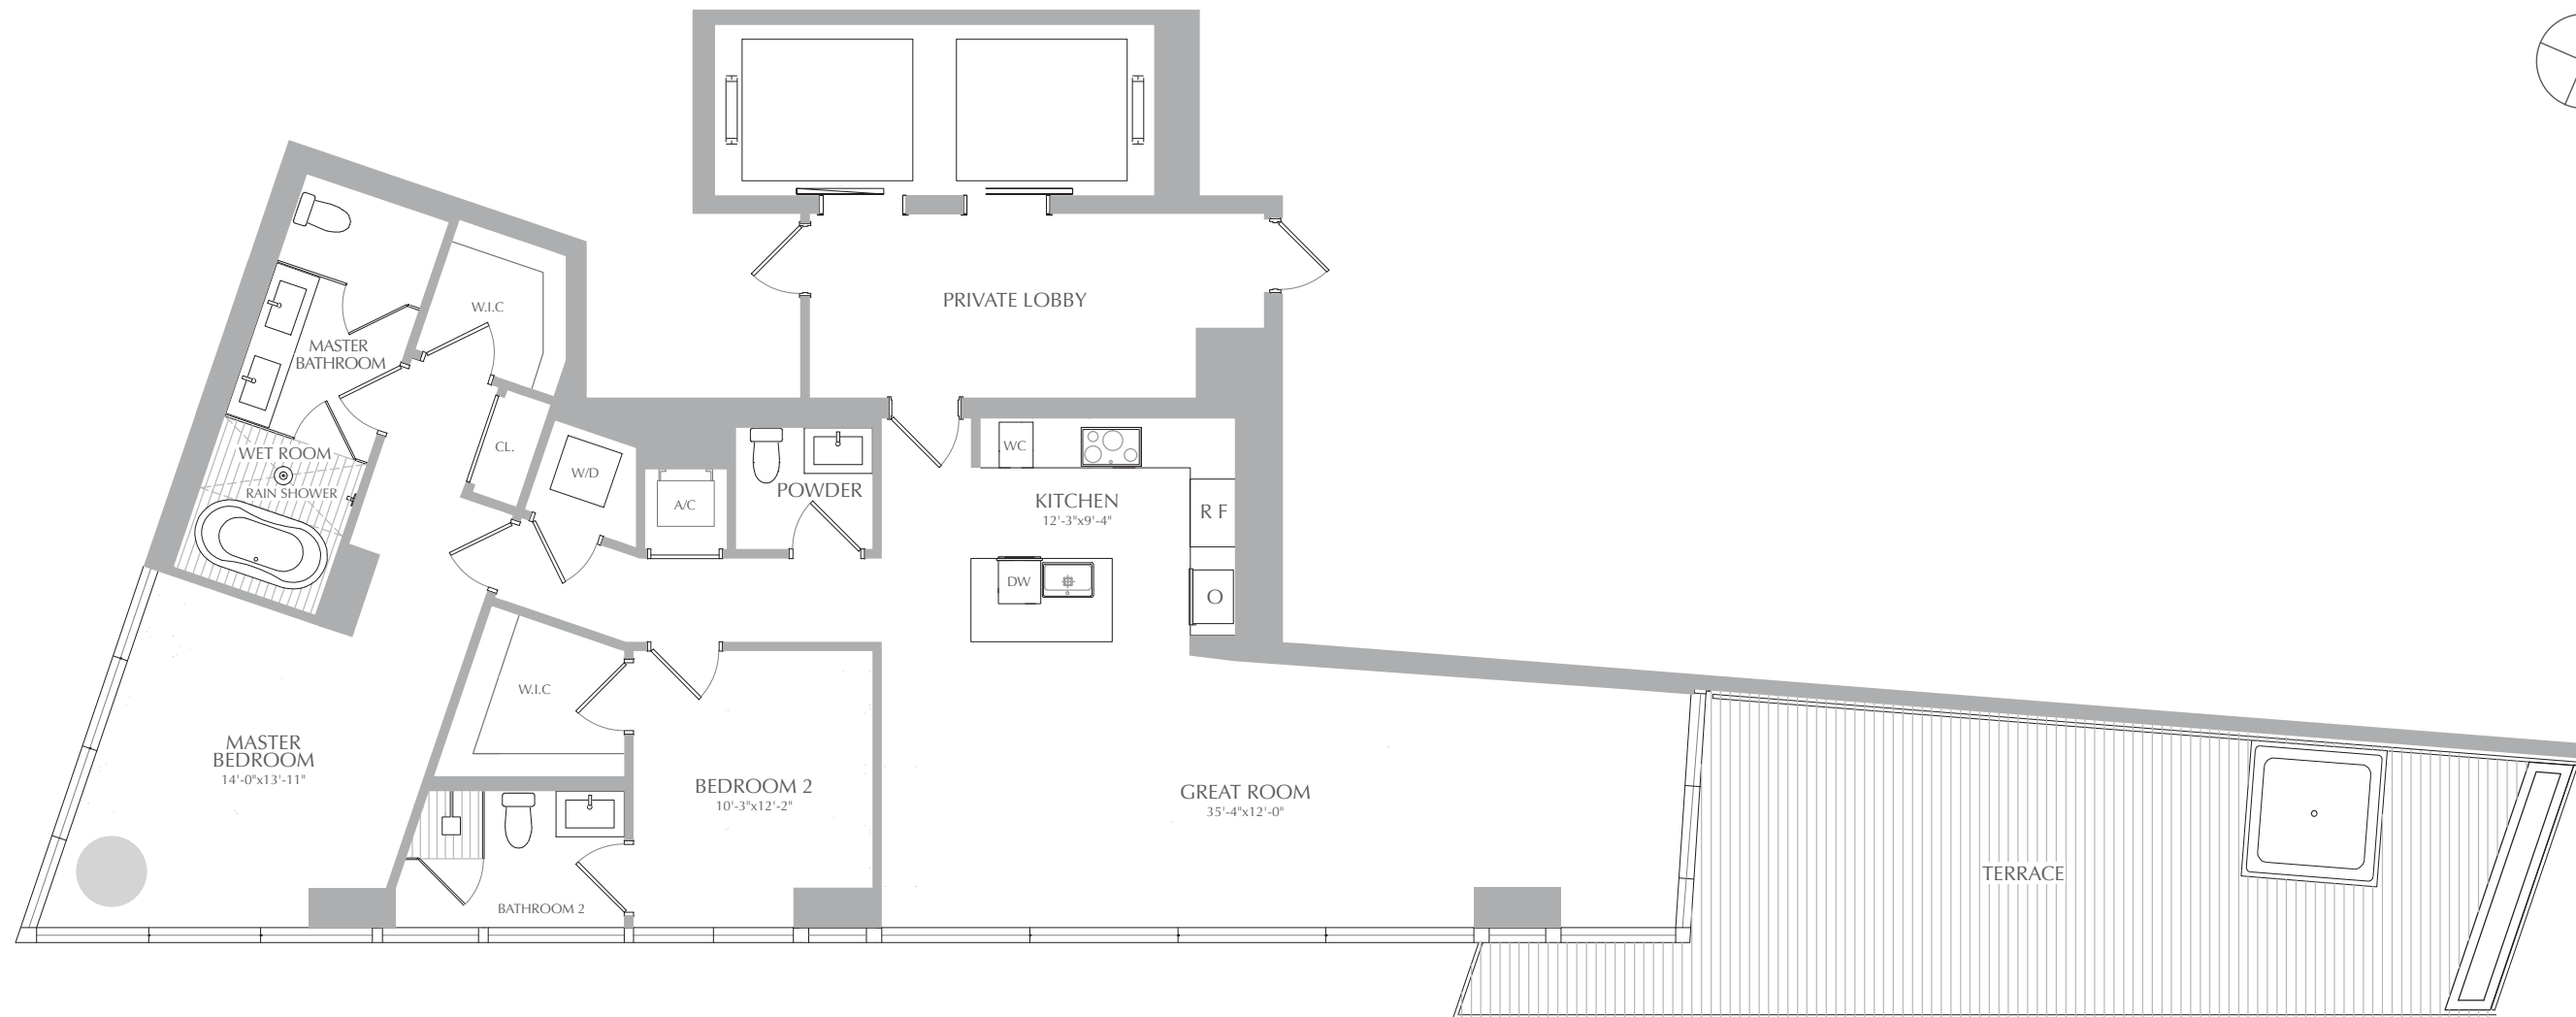 PRIVATE LOBBY
W.I.C
MASTER
BATHROOM
CL.
WC
WET ROOM
W/D
RAIN SHOWER
A/C
POWDER
KITCHEN
12'-3"x9'-4"
R F
DW
O
W.I.C
MASTER
BEDROOM
14'-0"x13'-11"
BEDROOM 2
10'-3"x12'-2"
GREAT ROOM
35'-4"x12'-0"
TERRACE
BATHROOM 2